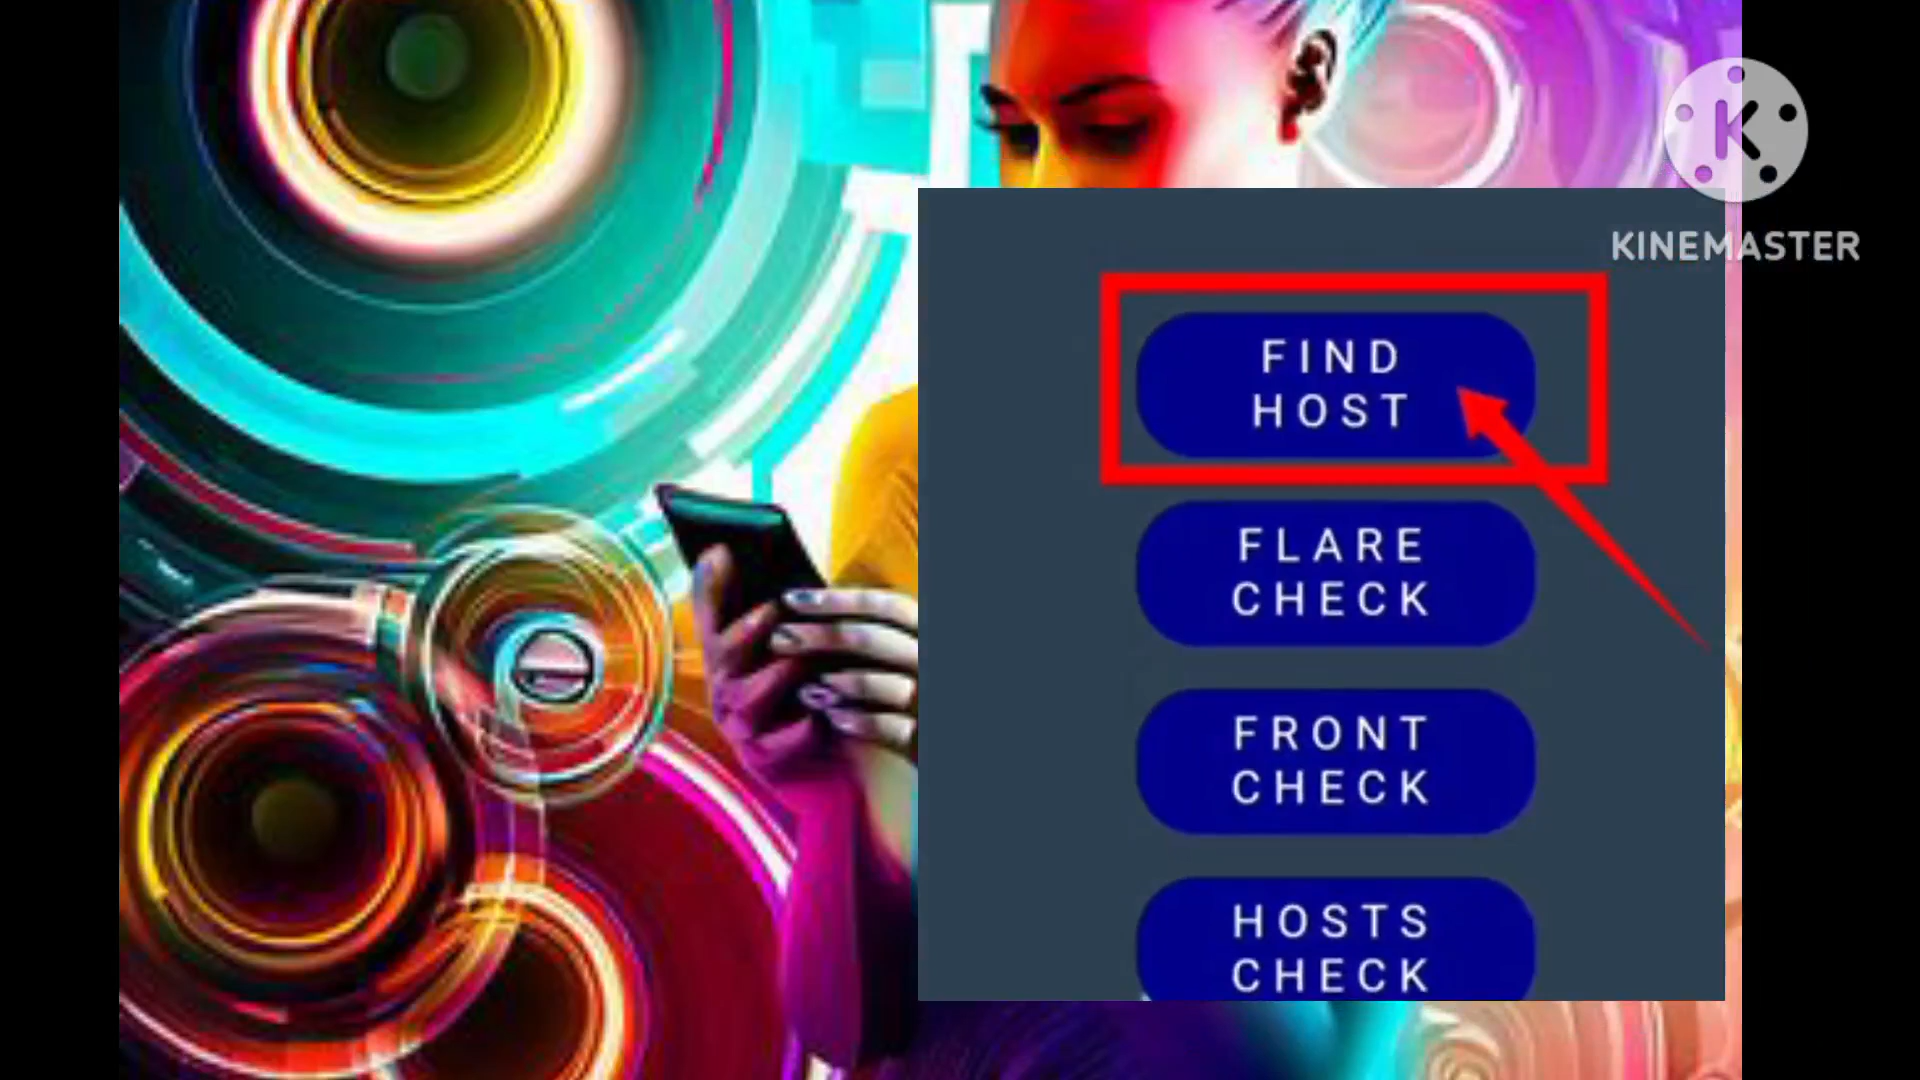 K
KINEMASTER
FIND
HOST
FLARE
CHECK
FRONT
CHECK
HOSTS
CHECK